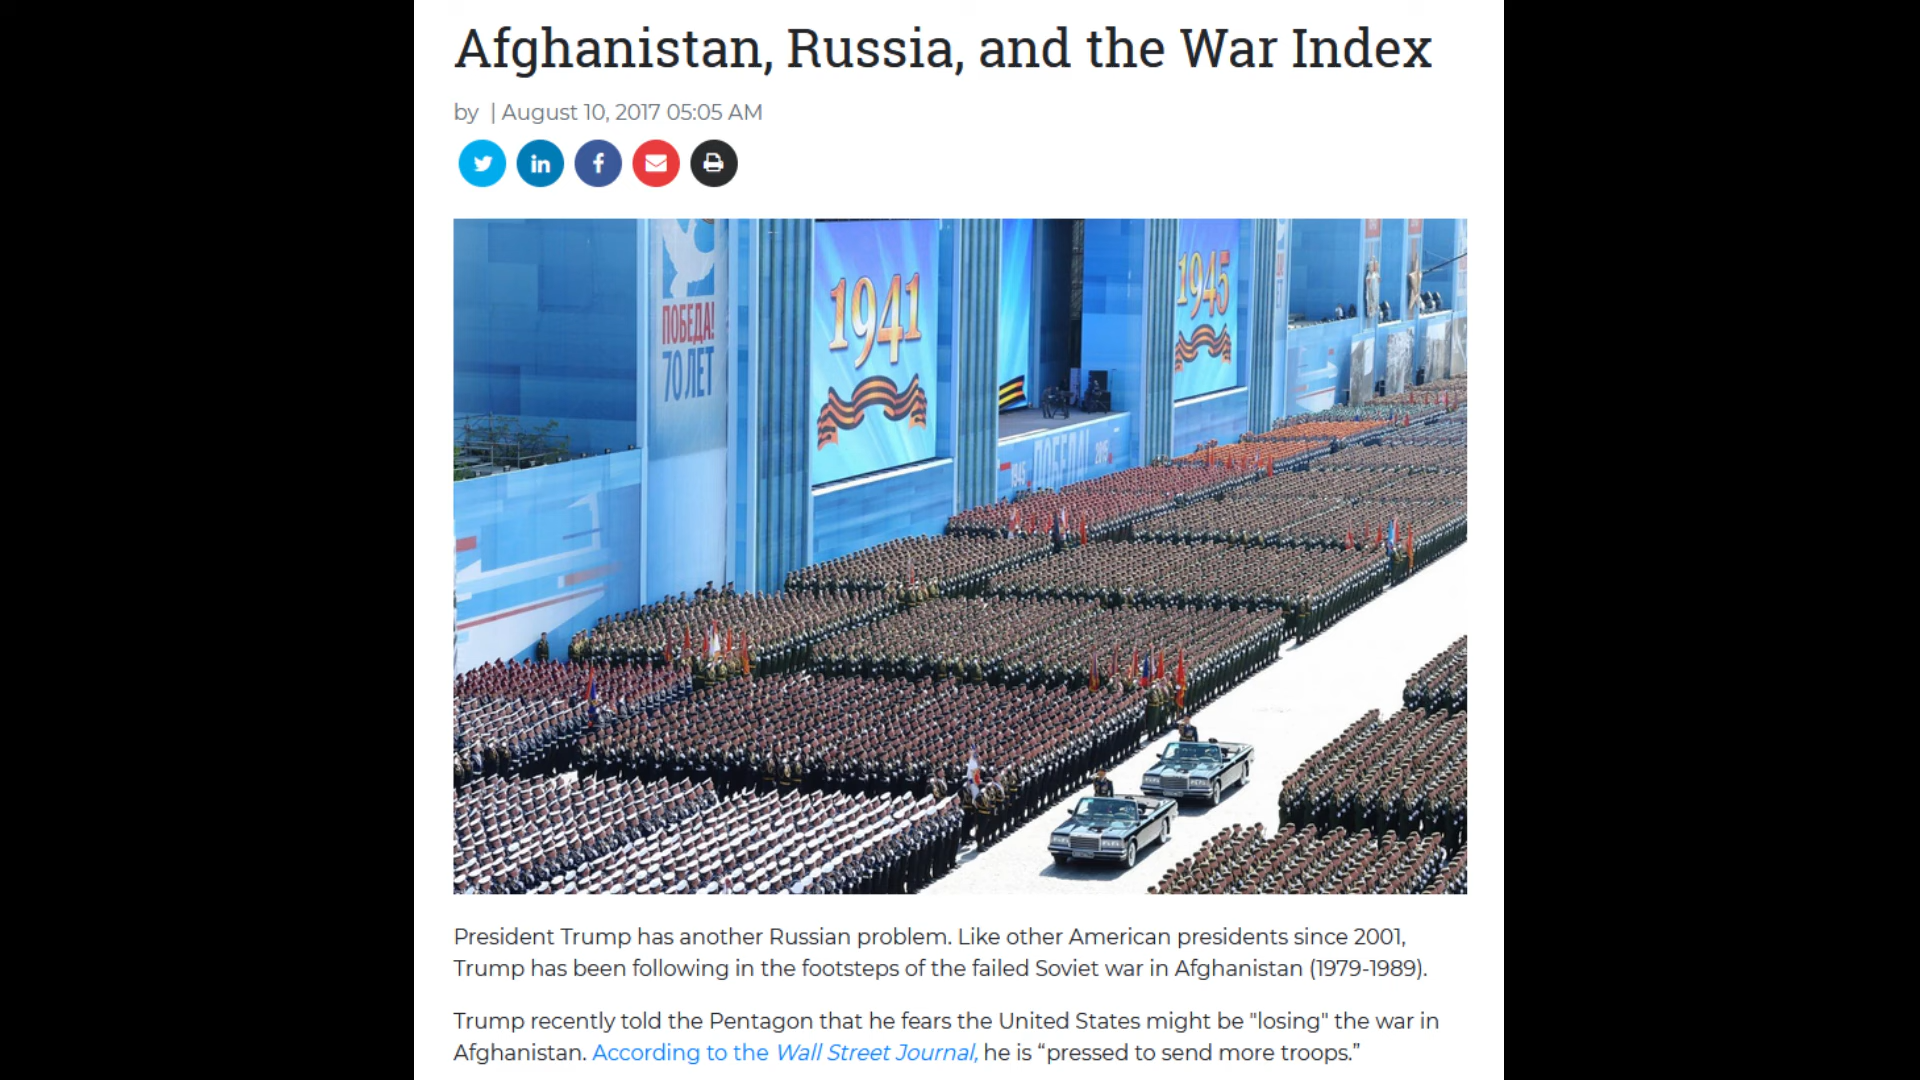 Afghanistan, Russia, and the War Index
by | August 10, 2017 05:05 AM
in
f
ПОБЕДА!
70 ЛЕТ
1941
1945
1945 ПОБЕДА! 2015
President Trump has another Russian problem. Like other American presidents since 2001,
Trump has been following in the footsteps of the failed Soviet war in Afghanistan (1979-1989).
Trump recently told the Pentagon that he fears the United States might be "losing" the war in
Afghanistan. According to the Wall Street Journal, he is “pressed to send more troops.”